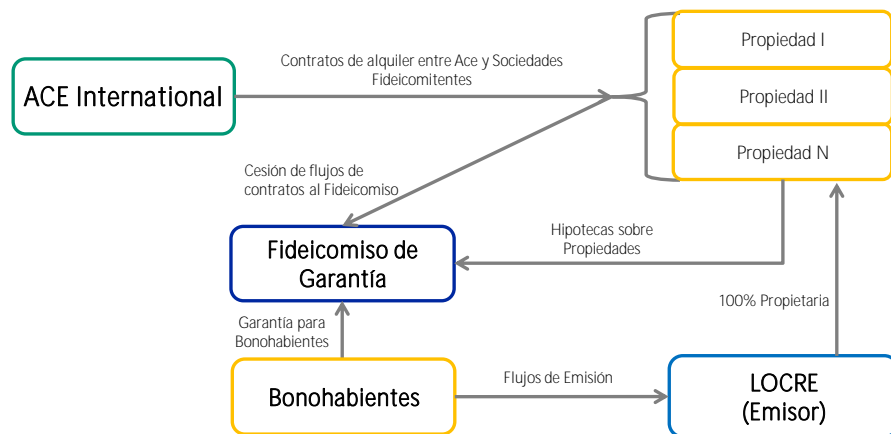 Contratos de alquiler entre Ace y Sociedades
Fideicomitentes
ACE International
Propiedad I
Propiedad II
Propiedad N
Cesión de flujos de
contratos al Fideicomiso
Fideicomiso de
Garantía
Hipotecas sobre
Propiedades
100% Propietaria
Garantía para
Bonohabientes
Bonohabientes
Flujos de Emisión
LOCRE
(Emisor)